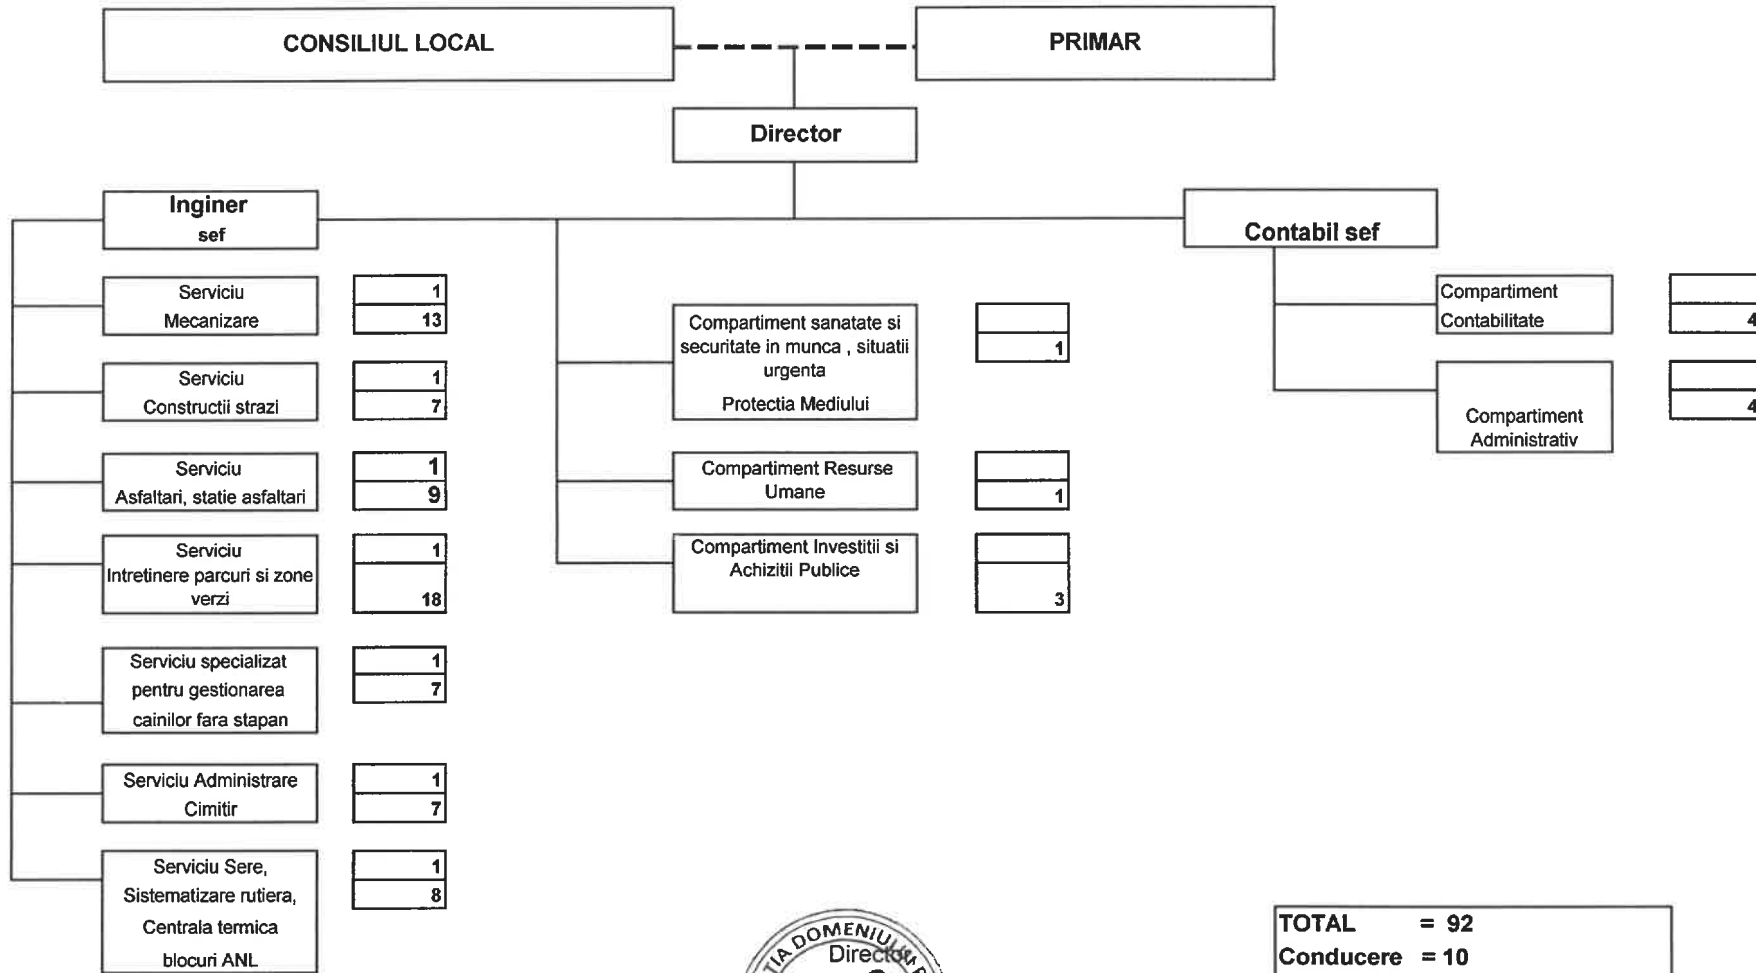 CONSILIUL LOCAL
PRIMAR
Director
Inginer
sef
Contabil sef
Serviciu
Mecanizare
1
13
Serviciu
Constructii strazi
1
7
Serviciu
Asfaltari, statie asfaltari
1
9
Serviciu
Intretinere parcuri si zone
verzi
1
18
Serviciu specializat
pentru gestionarea
cainilor fara stapan
1
7
Serviciu Administrare
Cimitir
1
7
Serviciu Sere,
Sistematizare rutiera,
Centrala termica
blocuri ANL
1
8
Compartiment sanatate si
securitate in munca , situatii
urgenta
Protectia Mediului
1
Compartiment Resurse
Umane
1
Compartiment Investitii si
Achizitii Publice
3
Compartiment
Contabilitate
4
Compartiment
Administrativ
4
DOMENIULUI
Director
TOTAL = 92
Conducere = 10